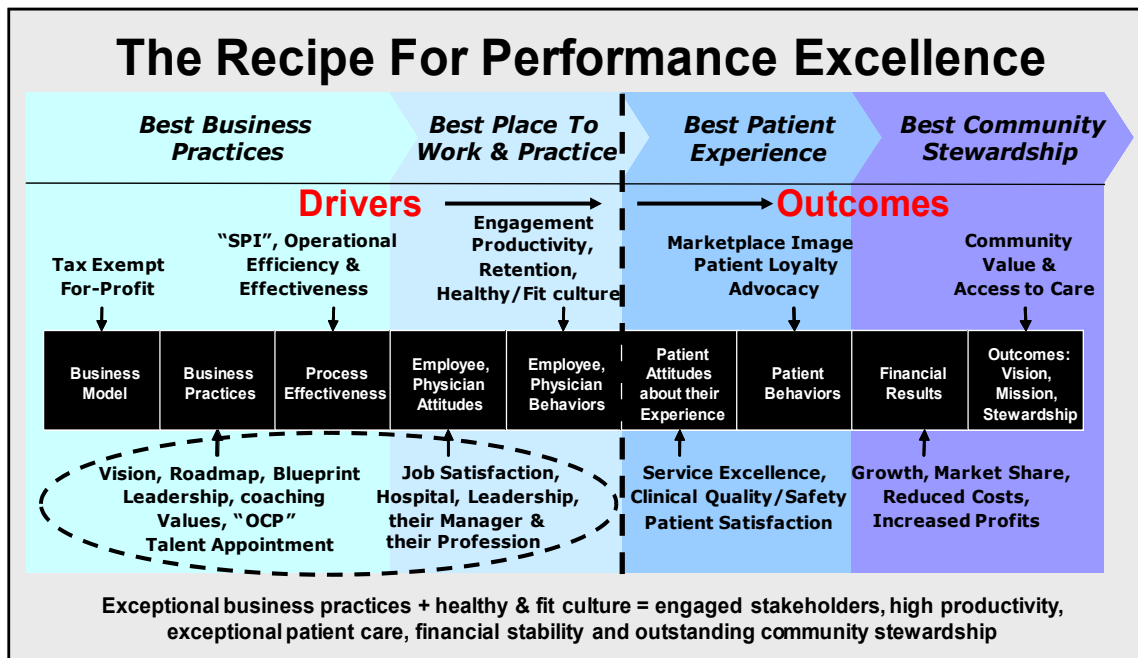 The Recipe For Performance Excellence
Best Business
Practices
Best Place To
Work & Practice
Best Patient
Experience
Best Community
Stewardship
Drivers
Outcomes
Tax Exempt
For-Profit
“SPI”, Operational
Efficiency &
Effectiveness
Engagement
Productivity,
Retention,
Healthy/Fit culture
Marketplace Image
Patient Loyalty
Advocacy
Community
Value &
Access to Care
Business
Model
Business
Practices
Process
Effectiveness
Employee,
Physician
Attitudes
Employee,
Physician
Behaviors
Patient
Attitudes
about their
Experience
Patient
Behaviors
Financial
Results
Outcomes:
Vision,
Mission,
Stewardship
Vision, Roadmap, Blueprint
Leadership, coaching
Values, “OCP”
Talent Appointment
Job Satisfaction,
Hospital, Leadership,
their Manager &
their Profession
Service Excellence,
Clinical Quality/Safety
Patient Satisfaction
Growth, Market Share,
Reduced Costs,
Increased Profits
Exceptional business practices + healthy & fit culture = engaged stakeholders, high productivity,
exceptional patient care, financial stability and outstanding community stewardship